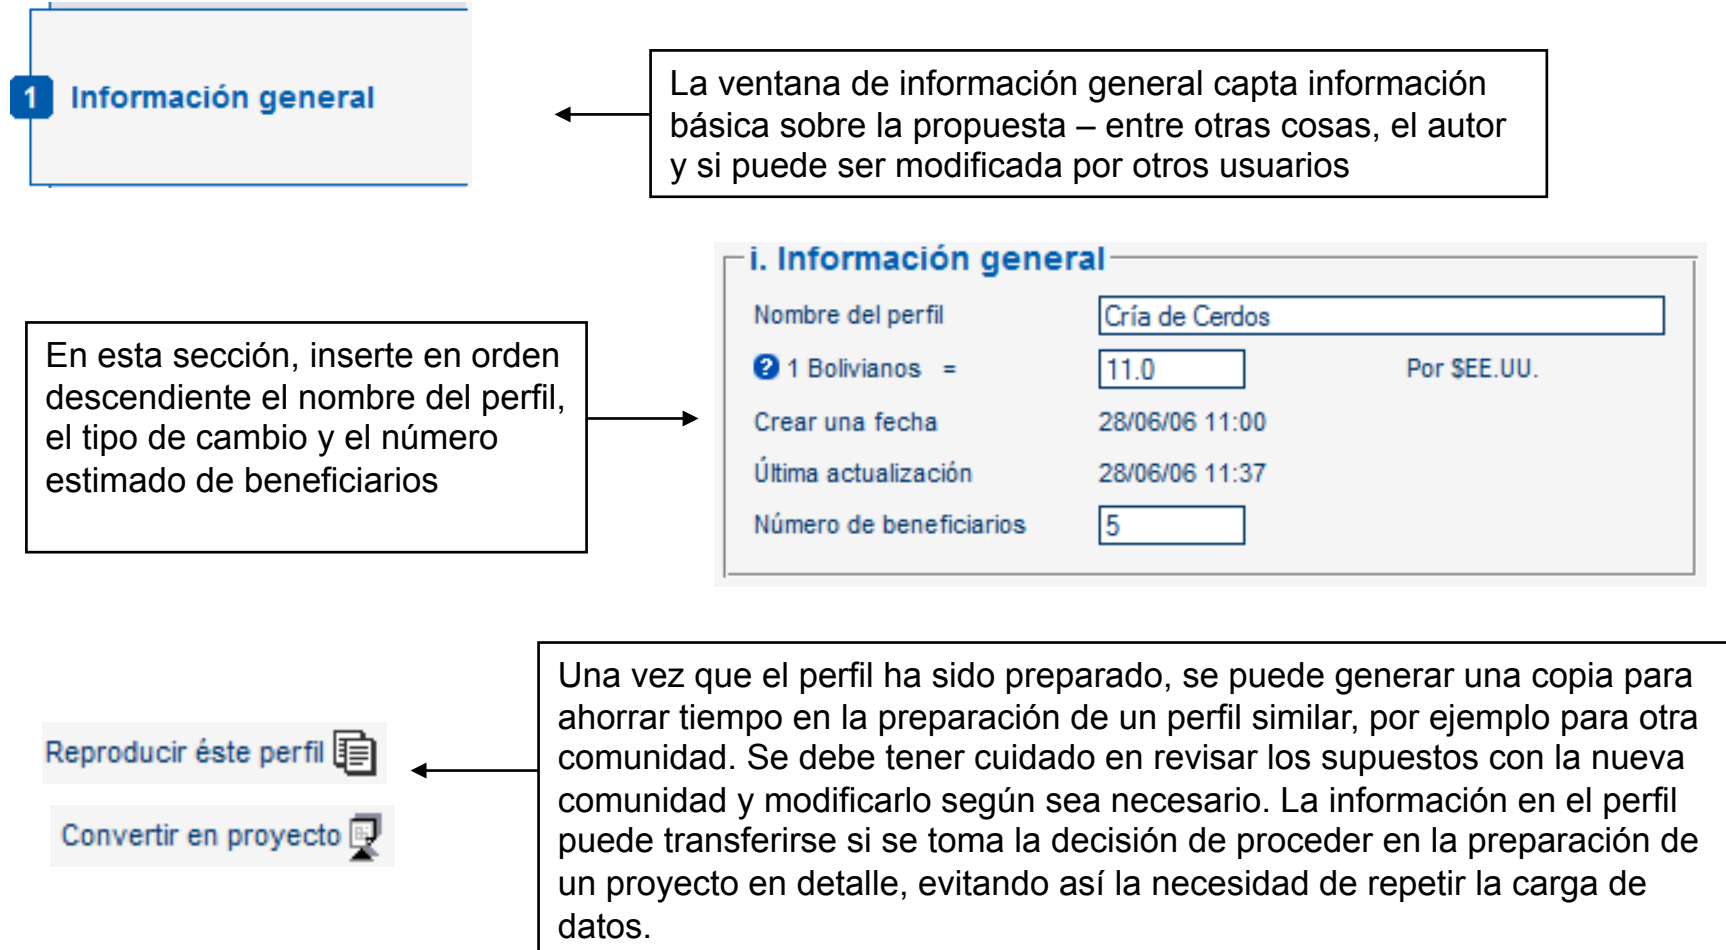 1 Información general
La ventana de información general capta información
básica sobre la propuesta – entre otras cosas, el autor
y si puede ser modificada por otros usuarios
i. Información general
Nombre del perfil Cría de Cerdos
? 1 Bolivianos = 11.0 Por $EE.UU.
Crear una fecha 28/06/06 11:00
Última actualización 28/06/06 11:37
Número de beneficiarios 5
En esta sección, inserte en orden
descendiente el nombre del perfil,
el tipo de cambio y el número
estimado de beneficiarios
Reproducir éste perfil
Convertir en proyecto
Una vez que el perfil ha sido preparado, se puede generar una copia para
ahorrar tiempo en la preparación de un perfil similar, por ejemplo para otra
comunidad. Se debe tener cuidado en revisar los supuestos con la nueva
comunidad y modificarlo según sea necesario. La información en el perfil
puede transferirse si se toma la decisión de proceder en la preparación de
un proyecto en detalle, evitando así la necesidad de repetir la carga de
datos.